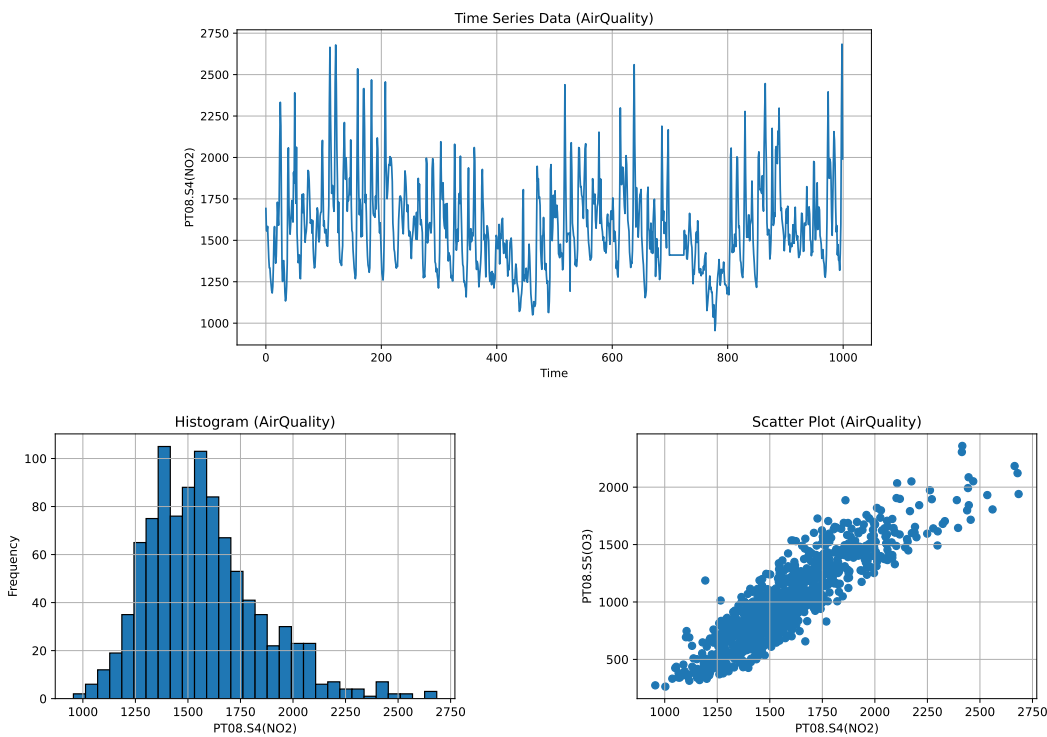 Time Series Data (AirQuality)
2750
2500
2250
2000
1750
1500
1250
1000
PT08.S4(NO2)
0 200 400 600 800 1000
Time
Histogram (AirQuality)
100
80
60
40
20
0
Frequency
1000 1250 1500 1750 2000 2250 2500 2750
PT08.S4(NO2)
Scatter Plot (AirQuality)
2000
1500
1000
500
PT08.S5(O3)
1000 1250 1500 1750 2000 2250 2500 2750
PT08.S4(NO2)